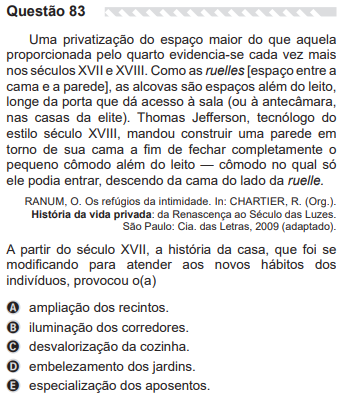 Questão 83
Uma privatização do espaço maior do que aquela
proporcionada pelo quarto evidencia-se cada vez mais
nos séculos XVII e XVIII. Como as ruelles [espaço entre a
cama e a parede], as alcovas são espaços além do leito,
longe da porta que dá acesso à sala (ou à antecâmara,
nas casas da elite). Thomas Jefferson, tecnólogo do
estilo século XVIII, mandou construir uma parede em
torno de sua cama a fim de fechar completamente o
pequeno cômodo além do leito — cômodo no qual só
ele podia entrar, descendo da cama do lado da ruelle.
RANUM, O. Os refúgios da intimidade. In: CHARTIER, R. (Org.).
História da vida privada: da Renascença ao Século das Luzes.
São Paulo: Cia. das Letras, 2009 (adaptado).
A partir do século XVII, a história da casa, que foi se
modificando para atender aos novos hábitos dos
indivíduos, provocou o(a)
A ampliação dos recintos.
B iluminação dos corredores.
C desvalorização da cozinha.
D embelezamento dos jardins.
E especialização dos aposentos.